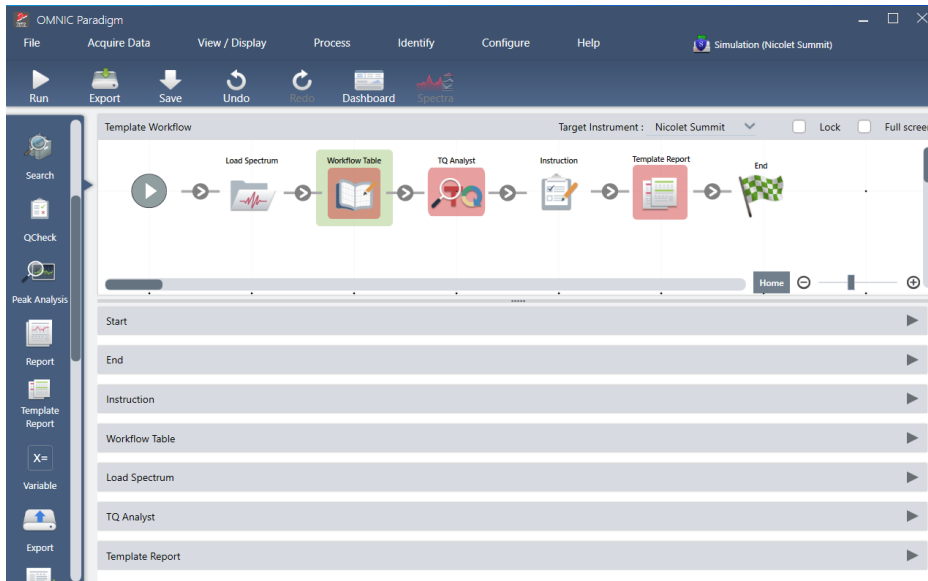 OMNIC Paradigm
File Acquire Data View / Display Process Identify Configure Help Simulation (Nicolet Summit)
Run Export Save Undo Redo Dashboard Spectra
Template Workflow Target Instrument : Nicolet Summit Lock Full screen
Load Spectrum Workflow Table TQ Analyst Instruction Template Report End
Home
Search
QCheck
Peak Analysis
Report
Template
Report
X=
Variable
Export
Start
End
Instruction
Workflow Table
Load Spectrum
TQ Analyst
Template Report